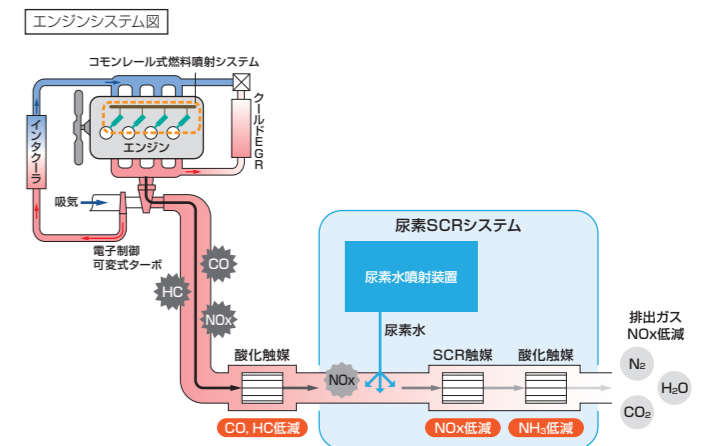 エンジンシステム図
コモンレール式燃料噴射システム
クールドEGR
インタクーラ
エンジン
吸気
電子制御
可変式ターボ
CO
HC
NOx
尿素SCRシステム
尿素水噴射装置
尿素水
酸化触媒
NOx
SCR触媒
酸化触媒
CO, HC低減
NOx低減
NH₃低減
排出ガス
NOx低減
N₂
H₂O
CO₂